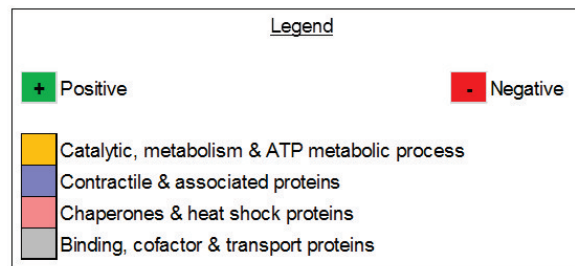 Legend
+ Positive
- Negative
Catalytic, metabolism & ATP metabolic process
Contractile & associated proteins
Chaperones & heat shock proteins
Binding, cofactor & transport proteins